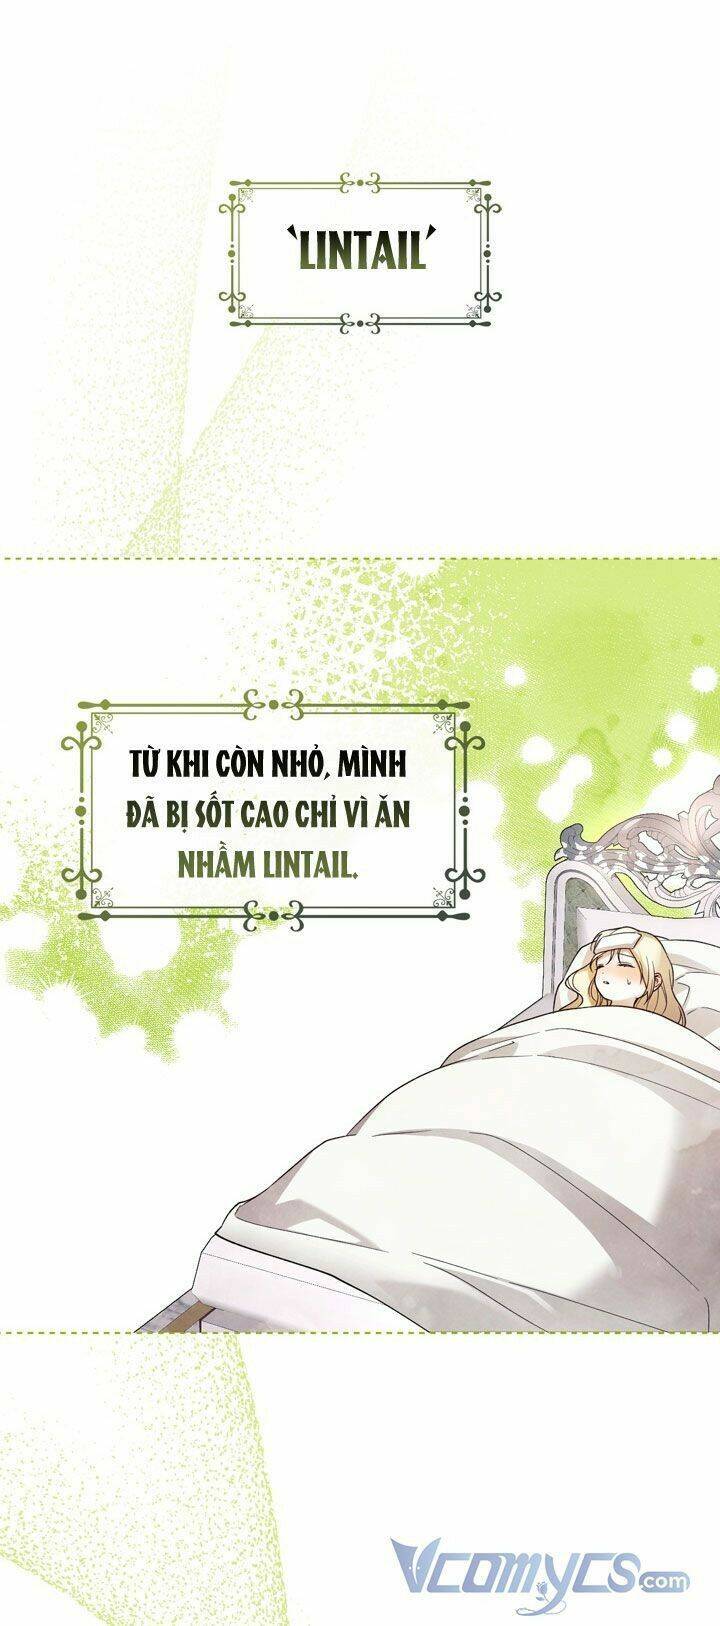 ‵LINTAIL′
TỪ KHI CÒN NHỎ, MÌNH
ĐÃ BỊ SỐT CAO CHỈ VÌ ĂN
NHẦM LINTAIL.
VCOMYCS.com